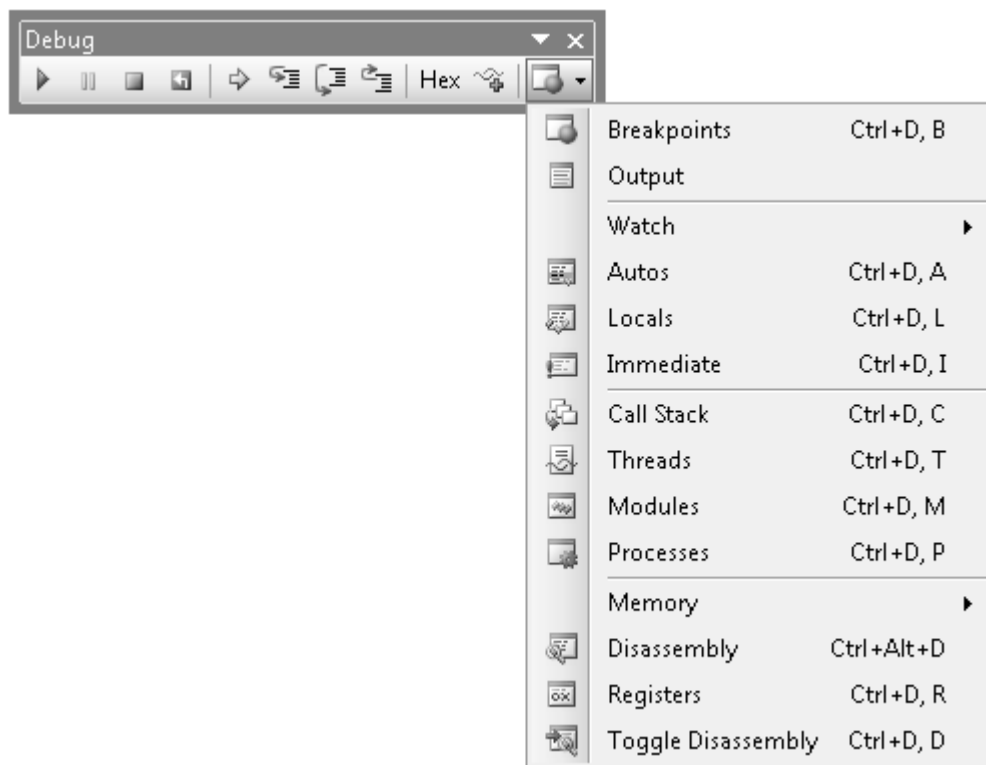 Debug
Hex
Breakpoints Ctrl+D, B
Output
Watch
Autos Ctrl+D, A
Locals Ctrl+D, L
Immediate Ctrl+D, I
Call Stack Ctrl+D, C
Threads Ctrl+D, T
Modules Ctrl+D, M
Processes Ctrl+D, P
Memory
Disassembly Ctrl+Alt+D
Registers Ctrl+D, R
Toggle Disassembly Ctrl+D, D